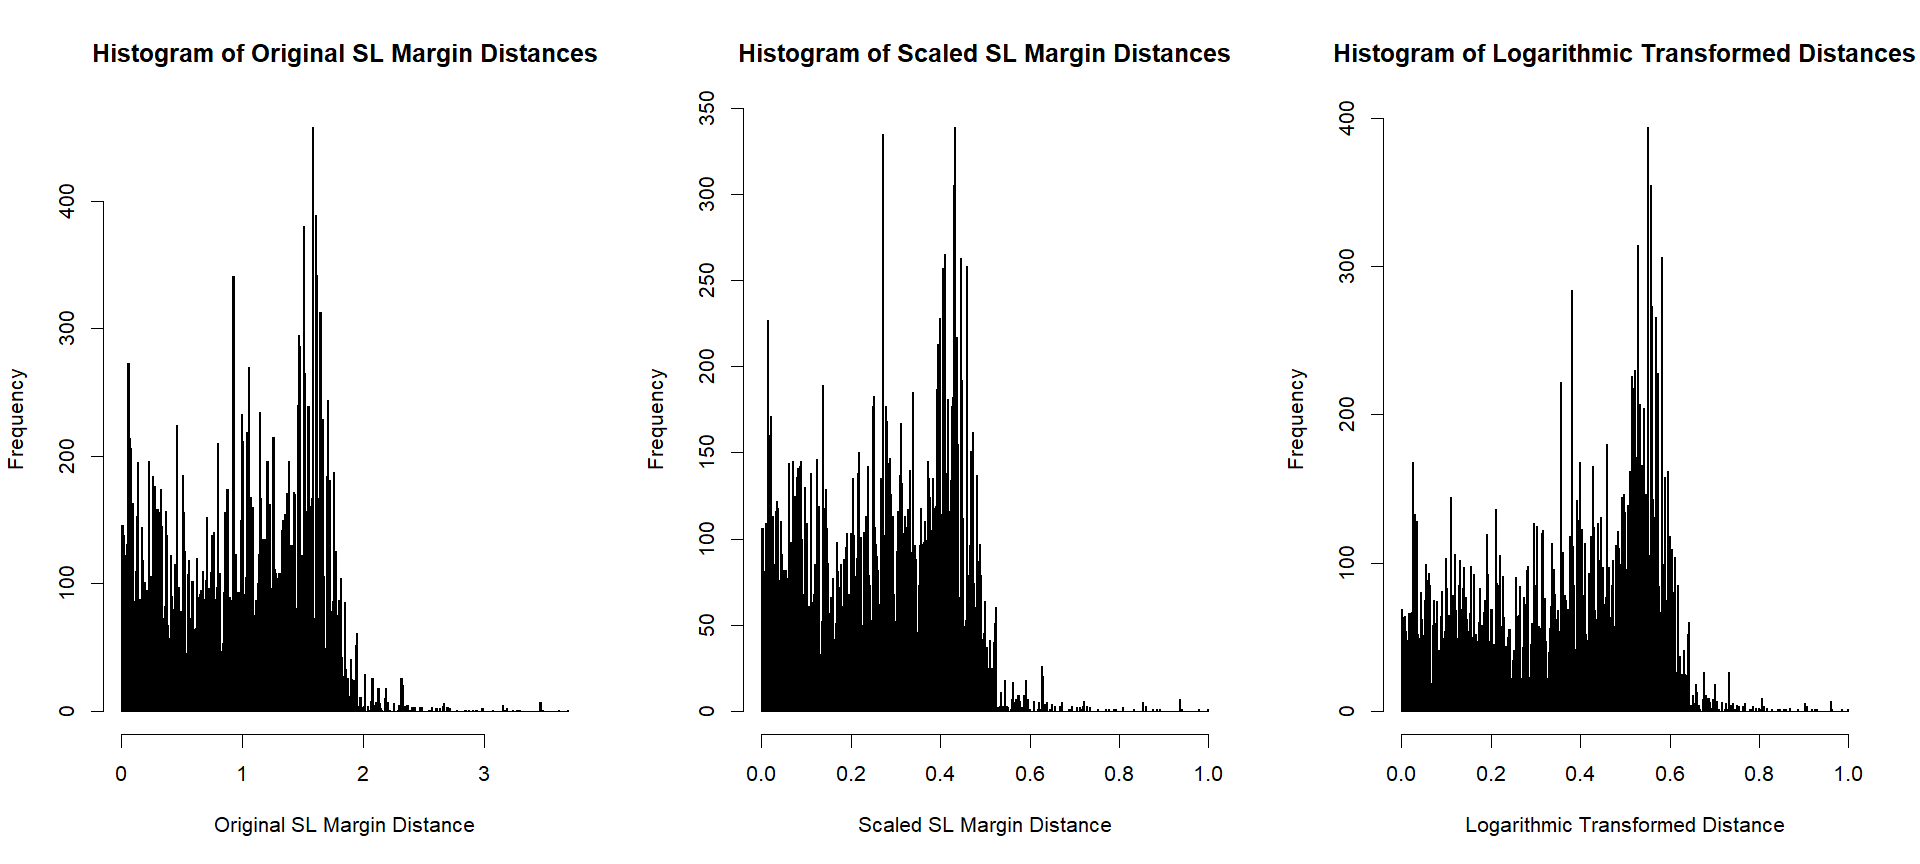 Histogram of Original SL Margin Distances
Frequency
400
300
200
100
0
0 1 2 3
Original SL Margin Distance
Histogram of Scaled SL Margin Distances
Frequency
350
300
250
200
150
100
50
0
0.0 0.2 0.4 0.6 0.8 1.0
Scaled SL Margin Distance
Histogram of Logarithmic Transformed Distances
Frequency
400
300
200
100
0
0.0 0.2 0.4 0.6 0.8 1.0
Logarithmic Transformed Distance